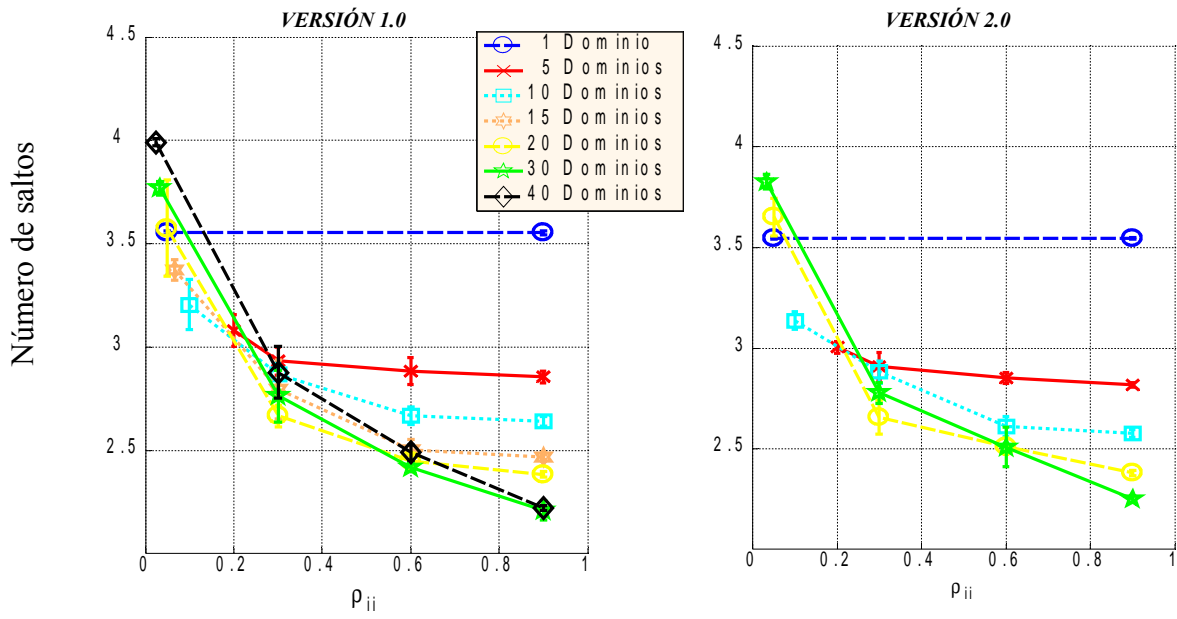 VERSIÓN 1.0
VERSIÓN 2.0
Número de saltos
4.5
4
3.5
3
2.5
0
0.2
0.4
0.6
0.8
1
ρii
1 Dominio
5 Dominios
10 Dominios
15 Dominios
20 Dominios
30 Dominios
40 Dominios
4.5
4
3.5
3
2.5
0
0.2
0.4
0.6
0.8
1
ρii